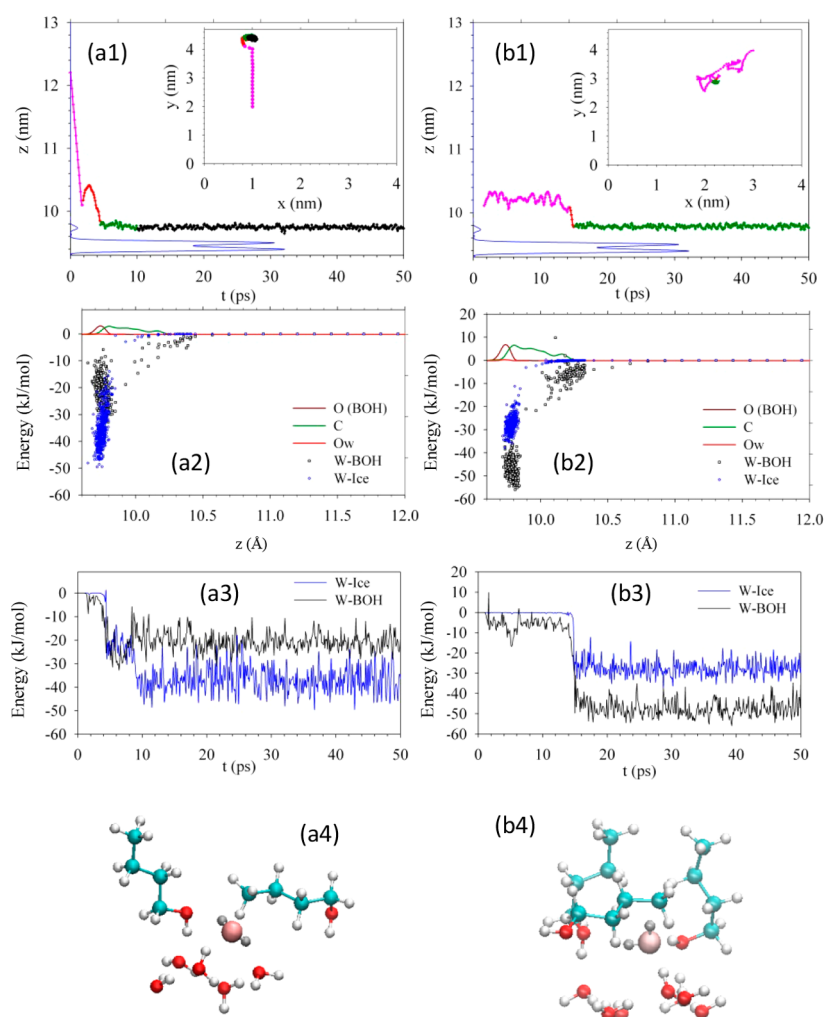 (a1)
z (nm)
13
12
11
10
0
10
20
30
40
50
t (ps)
y (nm)
4
3
2
1
0
0
1
2
3
4
x (nm)
(b1)
z (nm)
13
12
11
10
0
10
20
30
40
50
t (ps)
y (nm)
4
3
2
1
0
0
1
2
3
4
x (nm)
(a2)
Energy (kJ/mol)
0
-10
-20
-30
-40
-50
-60
10.0
10.5
11.0
11.5
12.0
z (Å)
O (BOH)
C
Ow
W-BOH
W-Ice
(b2)
Energy (kJ/mol)
20
10
0
-10
-20
-30
-40
-50
-60
10.0
10.5
11.0
11.5
12.0
z (Å)
O (BOH)
C
Ow
W-BOH
W-Ice
(a3)
Energy (kJ/mol)
0
-10
-20
-30
-40
-50
-60
0
10
20
30
40
50
t (ps)
W-Ice
W-BOH
(b3)
Energy (kJ/mol)
20
10
0
-10
-20
-30
-40
-50
-60
0
10
20
30
40
50
t (ps)
W-Ice
W-BOH
(a4)
(b4)